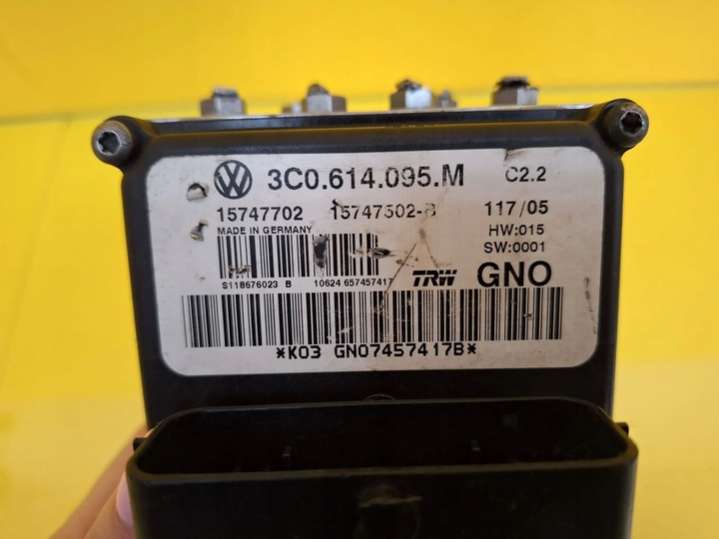 3C0.614.095.M C2.2
15747702 15747502-B 117/05
MADE IN GERMANY HW:015
SW:0001
S118676023 B 10624 657457417 TRW GNO
*K03 GNO7457417B*